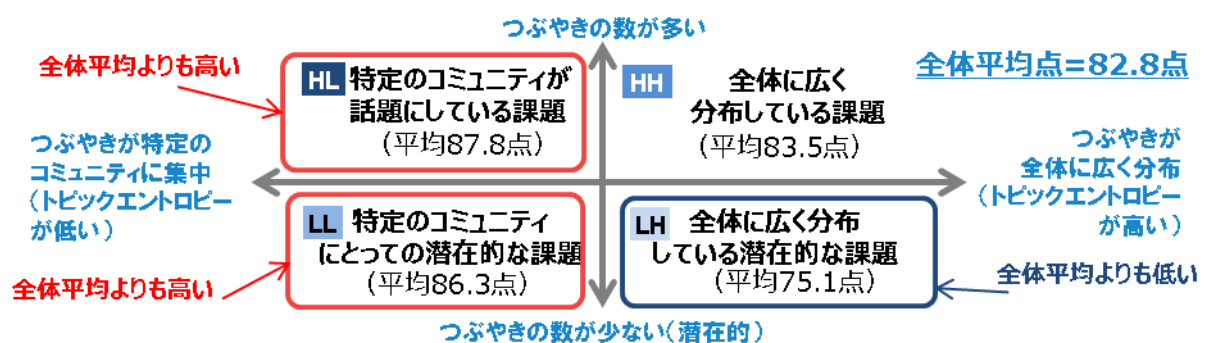 つぶやきの数が多い
全体平均点=82.8点
全体平均よりも高い
HL 特定のコミュニティが
話題にしている課題
(平均87.8点)
HH 全体に広く
分布している課題
(平均83.5点)
つぶやきが特定の
コミュニティに集中
(トピックエントロピー
が低い)
つぶやきが
全体に広く分布
(トピックエントロピー
が高い)
LL 特定のコミュニティ
にとっての潜在的な課題
(平均86.3点)
LH 全体に広く分布
している潜在的な課題
(平均75.1点)
全体平均よりも高い
全体平均よりも低い
つぶやきの数が少ない(潜在的)